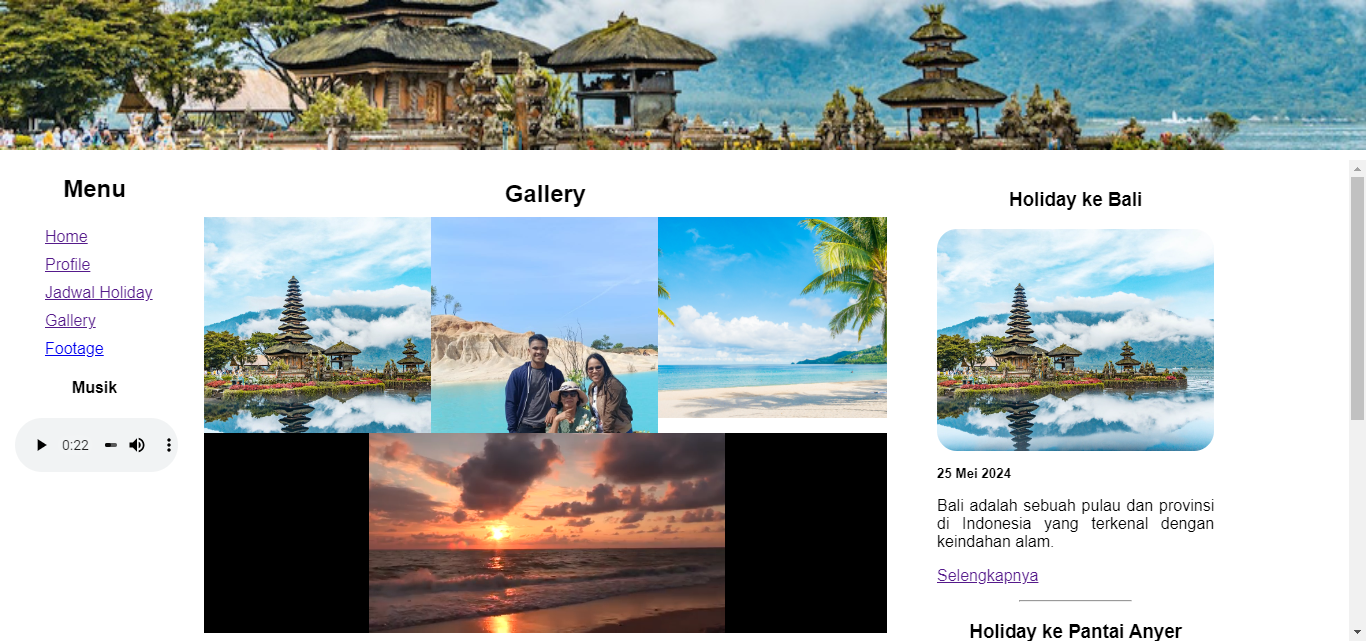 Menu
Home
Profile
Jadwal Holiday
Gallery
Footage
Musik
0:22
Gallery
Holiday ke Bali
25 Mei 2024
Bali adalah sebuah pulau dan provinsi
di Indonesia yang terkenal dengan
keindahan alam.
Selengkapnya
Holiday ke Pantai Anyer